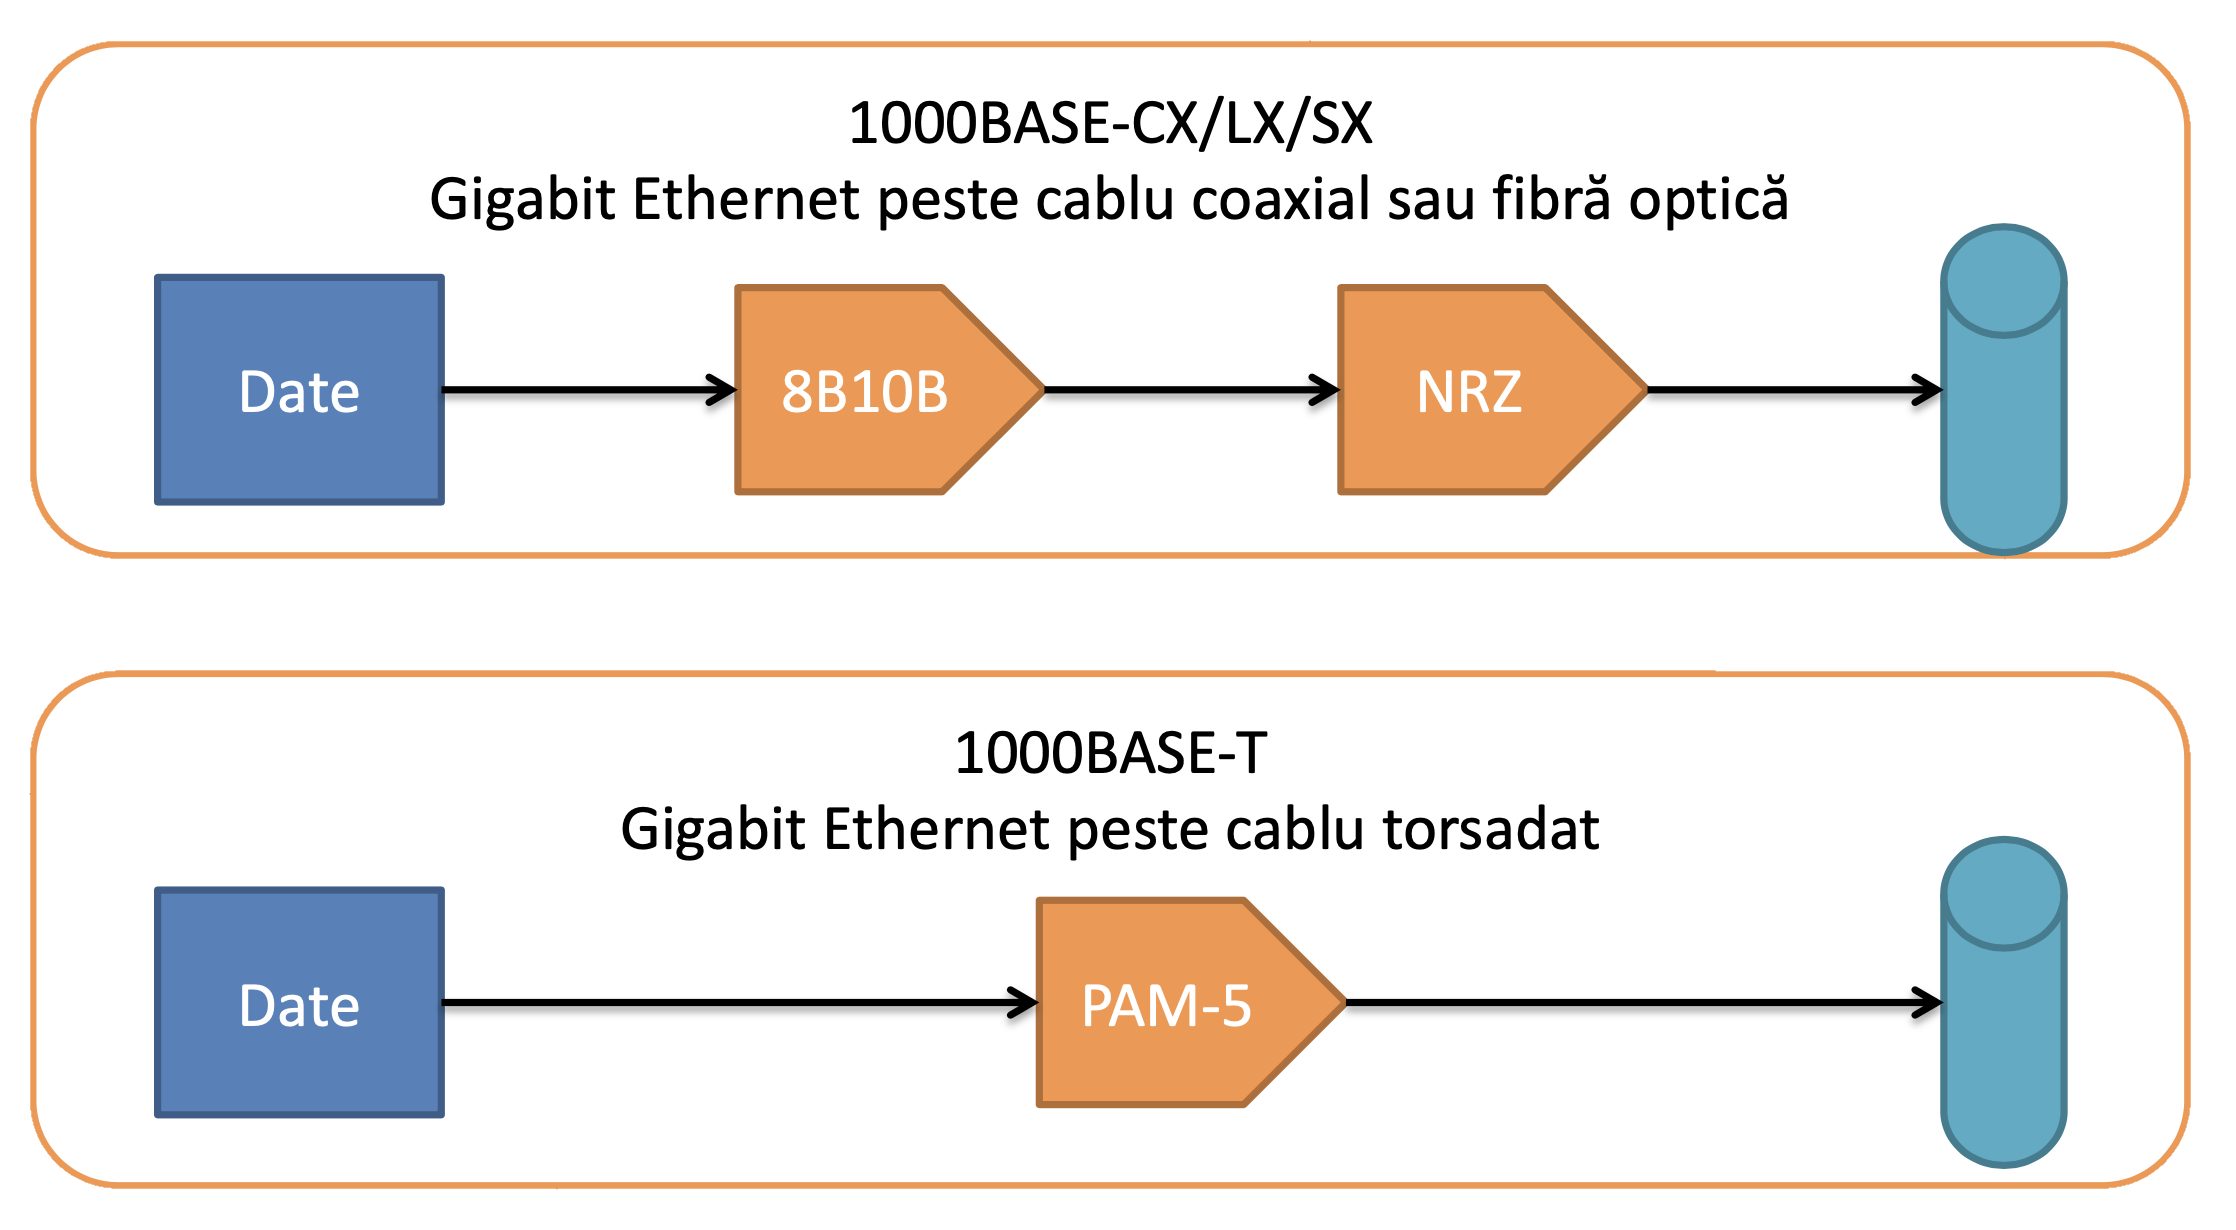 1000BASE-CX/LX/SX
Gigabit Ethernet peste cablu coaxial sau fibră optică
Date
8B10B
NRZ
1000BASE-T
Gigabit Ethernet peste cablu torsadat
Date
PAM-5